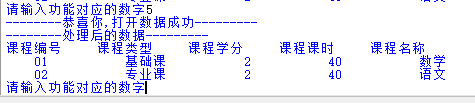 请输入功能对应的数字5
--------恭喜你,打开数据成功---------
--------处理后的数据---------
课程编号 课程类型 课程学分 课程课时 课程名称
01 基础课 2 40 数学
02 专业课 2 40 语文
请输入功能对应的数字